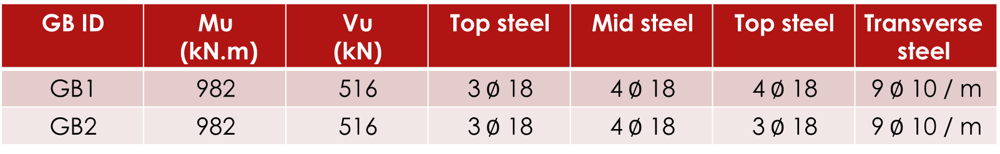 GB ID Mu (kN.m) Vu (kN) Top steel Mid steel Top steel Transverse steel
GB1 982 516 3 Ø 18 4 Ø 18 4 Ø 18 9 Ø 10 / m
GB2 982 516 3 Ø 18 4 Ø 18 3 Ø 18 9 Ø 10 / m